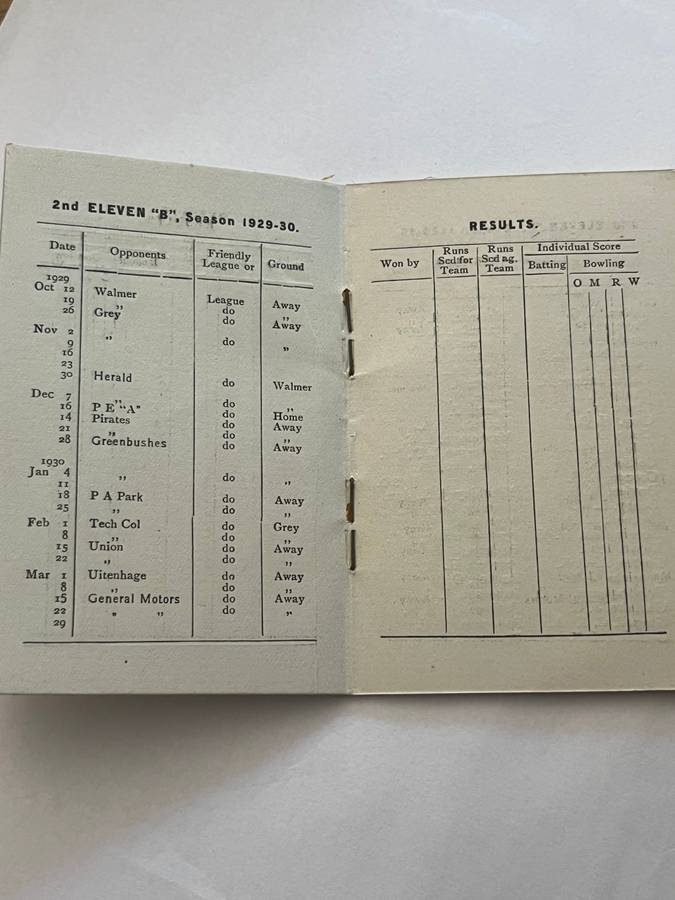 2nd ELEVEN "B", Season 1929-30.
Date Opponents Friendly League or Ground
1929
Oct 12 Walmer League Away
19 ,, do ,,
26 Grey do Away
Nov 2 ,, do ,,
9
16
23
30 Herald do Walmer
Dec 7 ,, do ,,
16 P E "A" do Home
14 Pirates do Away
21 ,, do ,,
28 Greenbushes do Away
1930
Jan 4 ,, do ,,
11
18 P A Park do Away
25 ,, do ,,
Feb 1 Tech Col do Grey
8 ,, do ,,
15 Union do Away
22 ,, do ,,
Mar 1 Uitenhage do Away
8 ,, do ,,
15 General Motors do Away
22 ,, ,, do ,,
29
RESULTS.
Won by Runs Scd for Team Runs Scd ag. Team Individual Score
Batting Bowling
O M R W